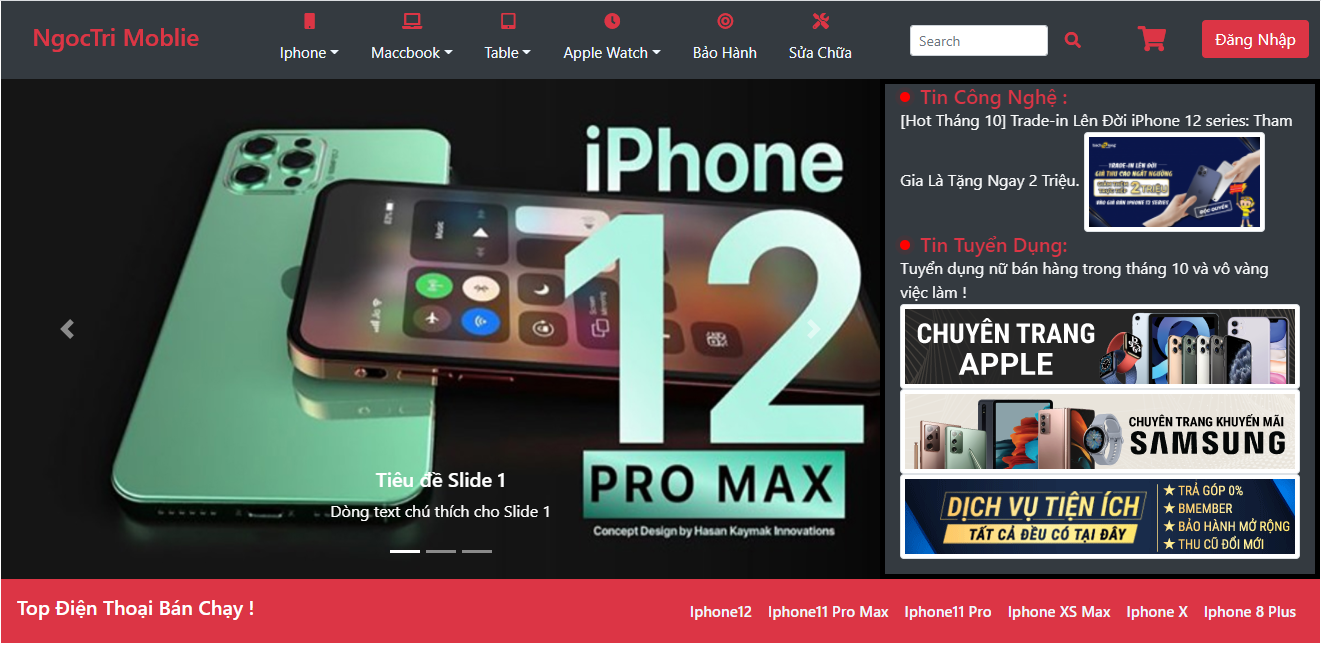 NgocTri Moblie
Iphone
Maccbook
Table
Apple Watch
Bảo Hành
Sửa Chữa
Search
Đăng Nhập
iPhone
12
PRO MAX
Concept Design by Hasan Kaymak Innovations
Music
Screen
Mirroring
Tiêu đề Slide 1
Dòng text chú thích cho Slide 1
Tin Công Nghệ :
[Hot Tháng 10] Trade-in Lên Đời iPhone 12 series: Tham
Gia Là Tặng Ngay 2 Triệu.
TRADE-IN LÊN ĐỜI
GIÁ THU CAO NGẤT NGƯỞNG
2 TRIỆU
ĐỘC QUYỀN
Tin Tuyển Dụng:
Tuyển dụng nữ bán hàng trong tháng 10 và vô vàng
việc làm !
CHUYÊN TRANG
APPLE
CHUYÊN TRANG KHUYẾN MÃI
SAMSUNG
DỊCH VỤ TIỆN ÍCH
TẤT CẢ ĐỀU CÓ TẠI ĐÂY
TRẢ GÓP 0%
BMEMBER
BẢO HÀNH MỞ RỘNG
THU CŨ ĐỔI MỚI
Top Điện Thoại Bán Chạy !
Iphone12
Iphone11 Pro Max
Iphone11 Pro
Iphone XS Max
Iphone X
Iphone 8 Plus